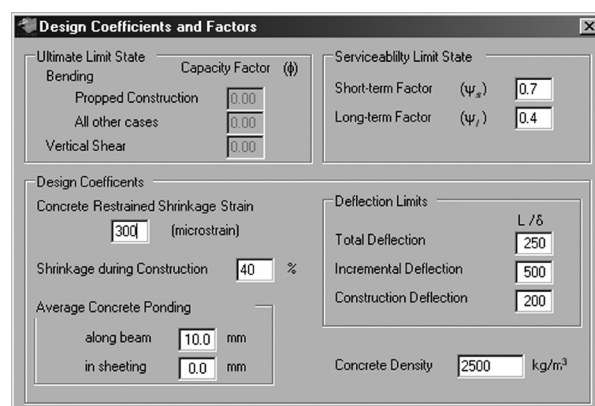 Design Coefficients and Factors
Ultimate Limit State
Capacity Factor (ϕ)
Bending
Propped Construction 0.00
All other cases 0.00
Vertical Shear 0.00
Serviceablilty Limit State
Short-term Factor (ψs) 0.7
Long-term Factor (ψl) 0.4
Design Coefficents
Concrete Restrained Shrinkage Strain
300 (microstrain)
Shrinkage during Construction 40 %
Average Concrete Ponding
along beam 10.0 mm
in sheeting 0.0 mm
Deflection Limits
L / δ
Total Deflection 250
Incremental Deflection 500
Construction Deflection 200
Concrete Density 2500 kg/m³